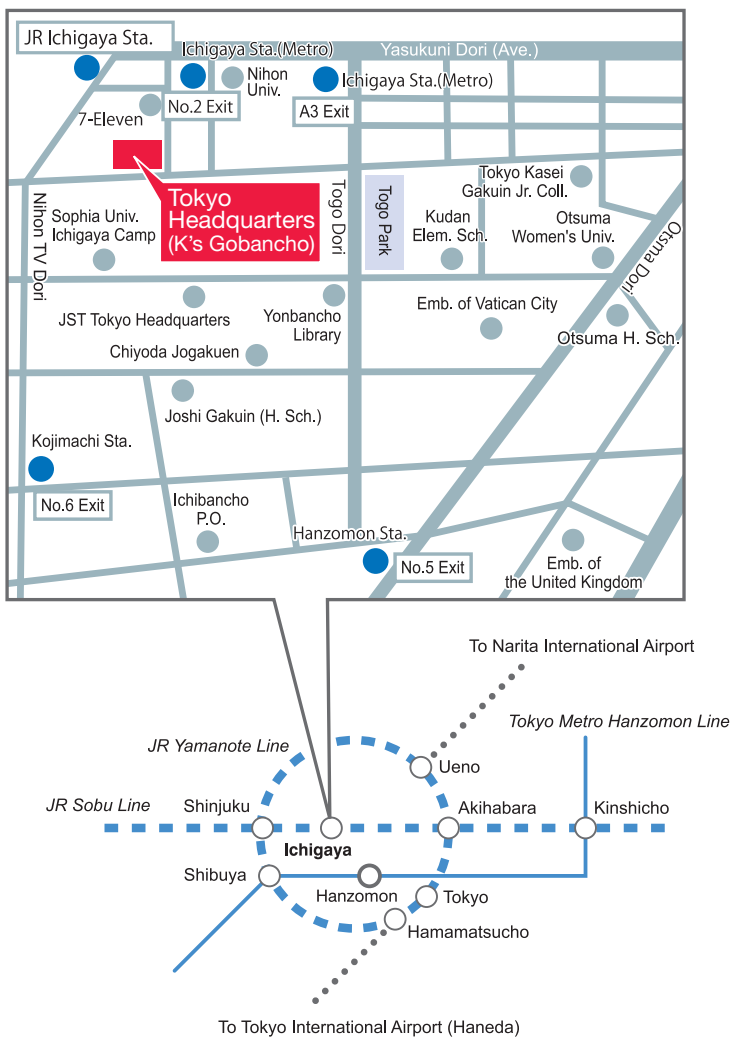 JR Ichigaya Sta.
Ichigaya Sta.(Metro)
Yasukuni Dori (Ave.)
Nihon
Univ.
Ichigaya Sta.(Metro)
No.2 Exit
A3 Exit
7-Eleven
Tokyo
Headquarters
(K's Gobancho)
Nihon TV Dori
Sophia Univ.
Ichigaya Camp
Togo Dori
Togo Park
Tokyo Kasei
Gakuin Jr. Coll.
Kudan
Elem. Sch.
Otsuma
Women's Univ.
Otsma Dori
JST Tokyo Headquarters
Yonbancho
Library
Emb. of Vatican City
Otsuma H. Sch.
Chiyoda Jogakuen
Joshi Gakuin (H. Sch.)
Kojimachi Sta.
No.6 Exit
Ichibancho
P.O.
Hanzomon Sta.
No.5 Exit
Emb. of
the United Kingdom
To Narita International Airport
Tokyo Metro Hanzomon Line
JR Yamanote Line
Ueno
JR Sobu Line
Shinjuku
Akihabara
Kinshicho
Ichigaya
Shibuya
Hanzomon
Tokyo
Hamamatsucho
To Tokyo International Airport (Haneda)